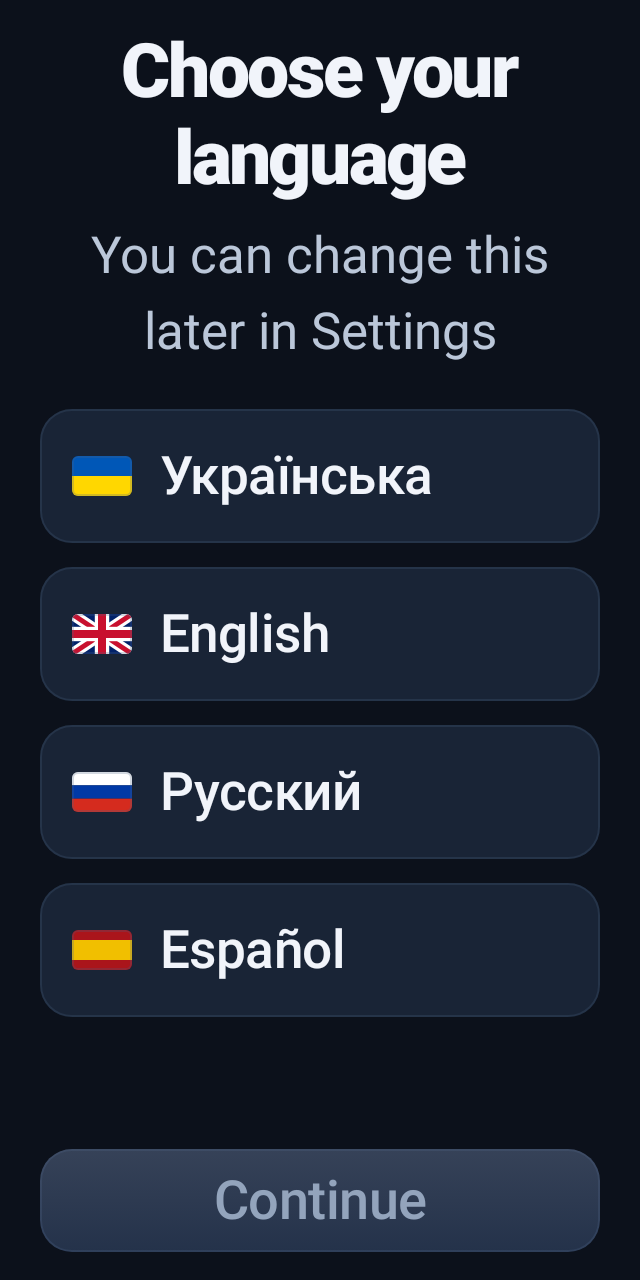 Choose your
language
You can change this
later in Settings
Українська
English
Русский
Español
Continue